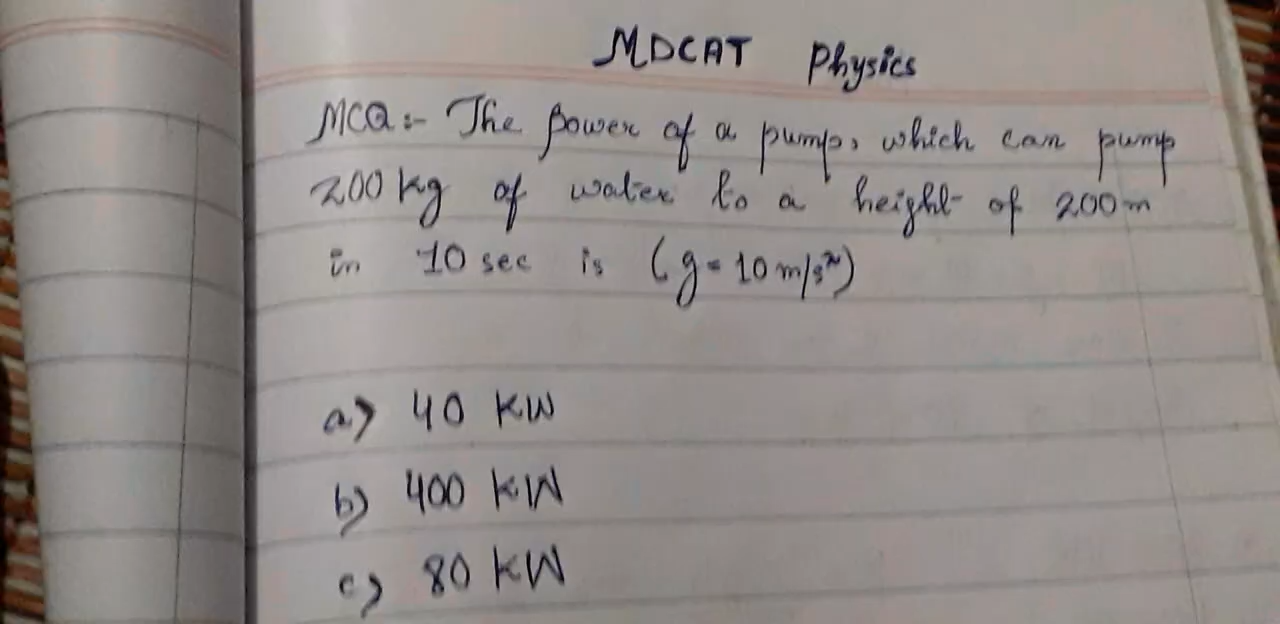 MDCAT Physics
MCQ:- The power of a pump, which can pump
200 kg of water to a height of 200 m
in 10 sec is (g = 10 m/s²)
a) 40 KW
b) 400 KW
c) 80 KW